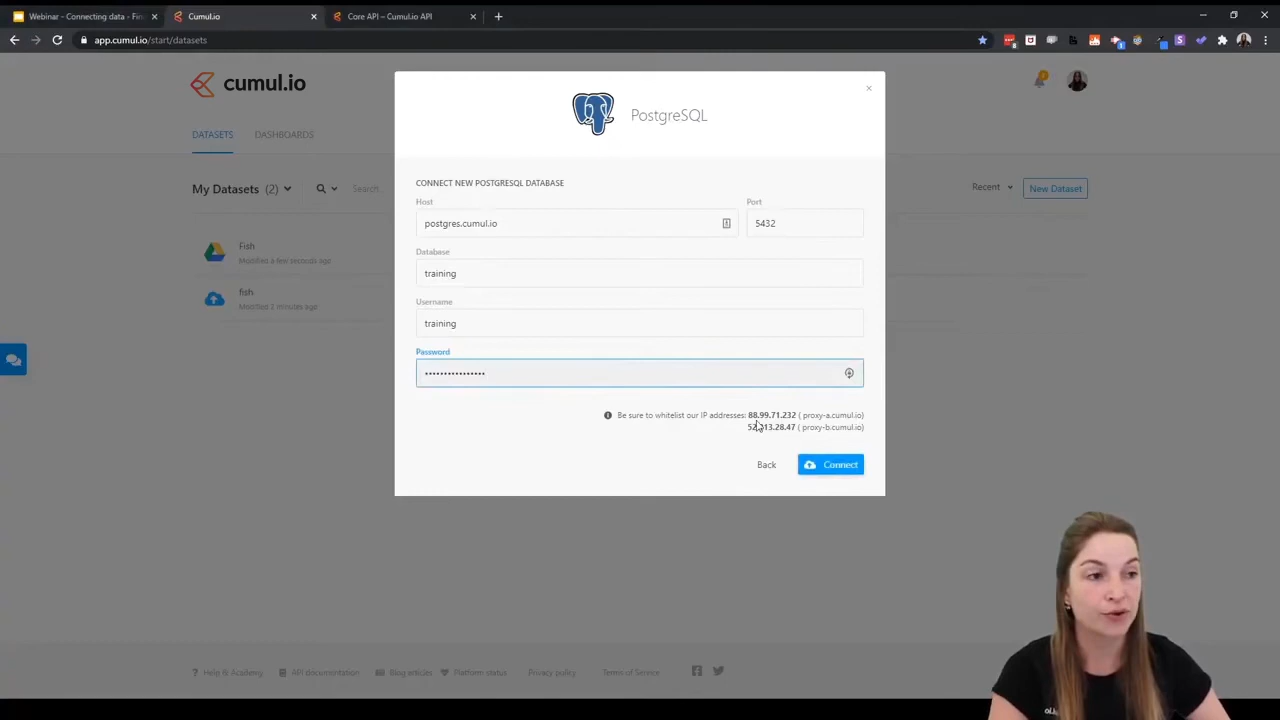 Webinar - Connecting data - Fin
Cumul.io
Core API – Cumul.io API
app.cumul.io/start/datasets
cumul.io
DATASETS DASHBOARDS
My Datasets (2)
Search..
Recent
New Dataset
Fish
Modified a few seconds ago
fish
Modified 2 minutes ago
PostgreSQL
CONNECT NEW POSTGRESQL DATABASE
Host
postgres.cumul.io
Port
5432
Database
training
Username
training
Password
••••••••••••••••
Be sure to whitelist our IP addresses: 88.99.71.232 ( proxy-a.cumul.io)
( proxy-b.cumul.io)
Back
Connect
? Help & Academy
API documentation
Blog articles
Platform status
Privacy policy
Terms of Service